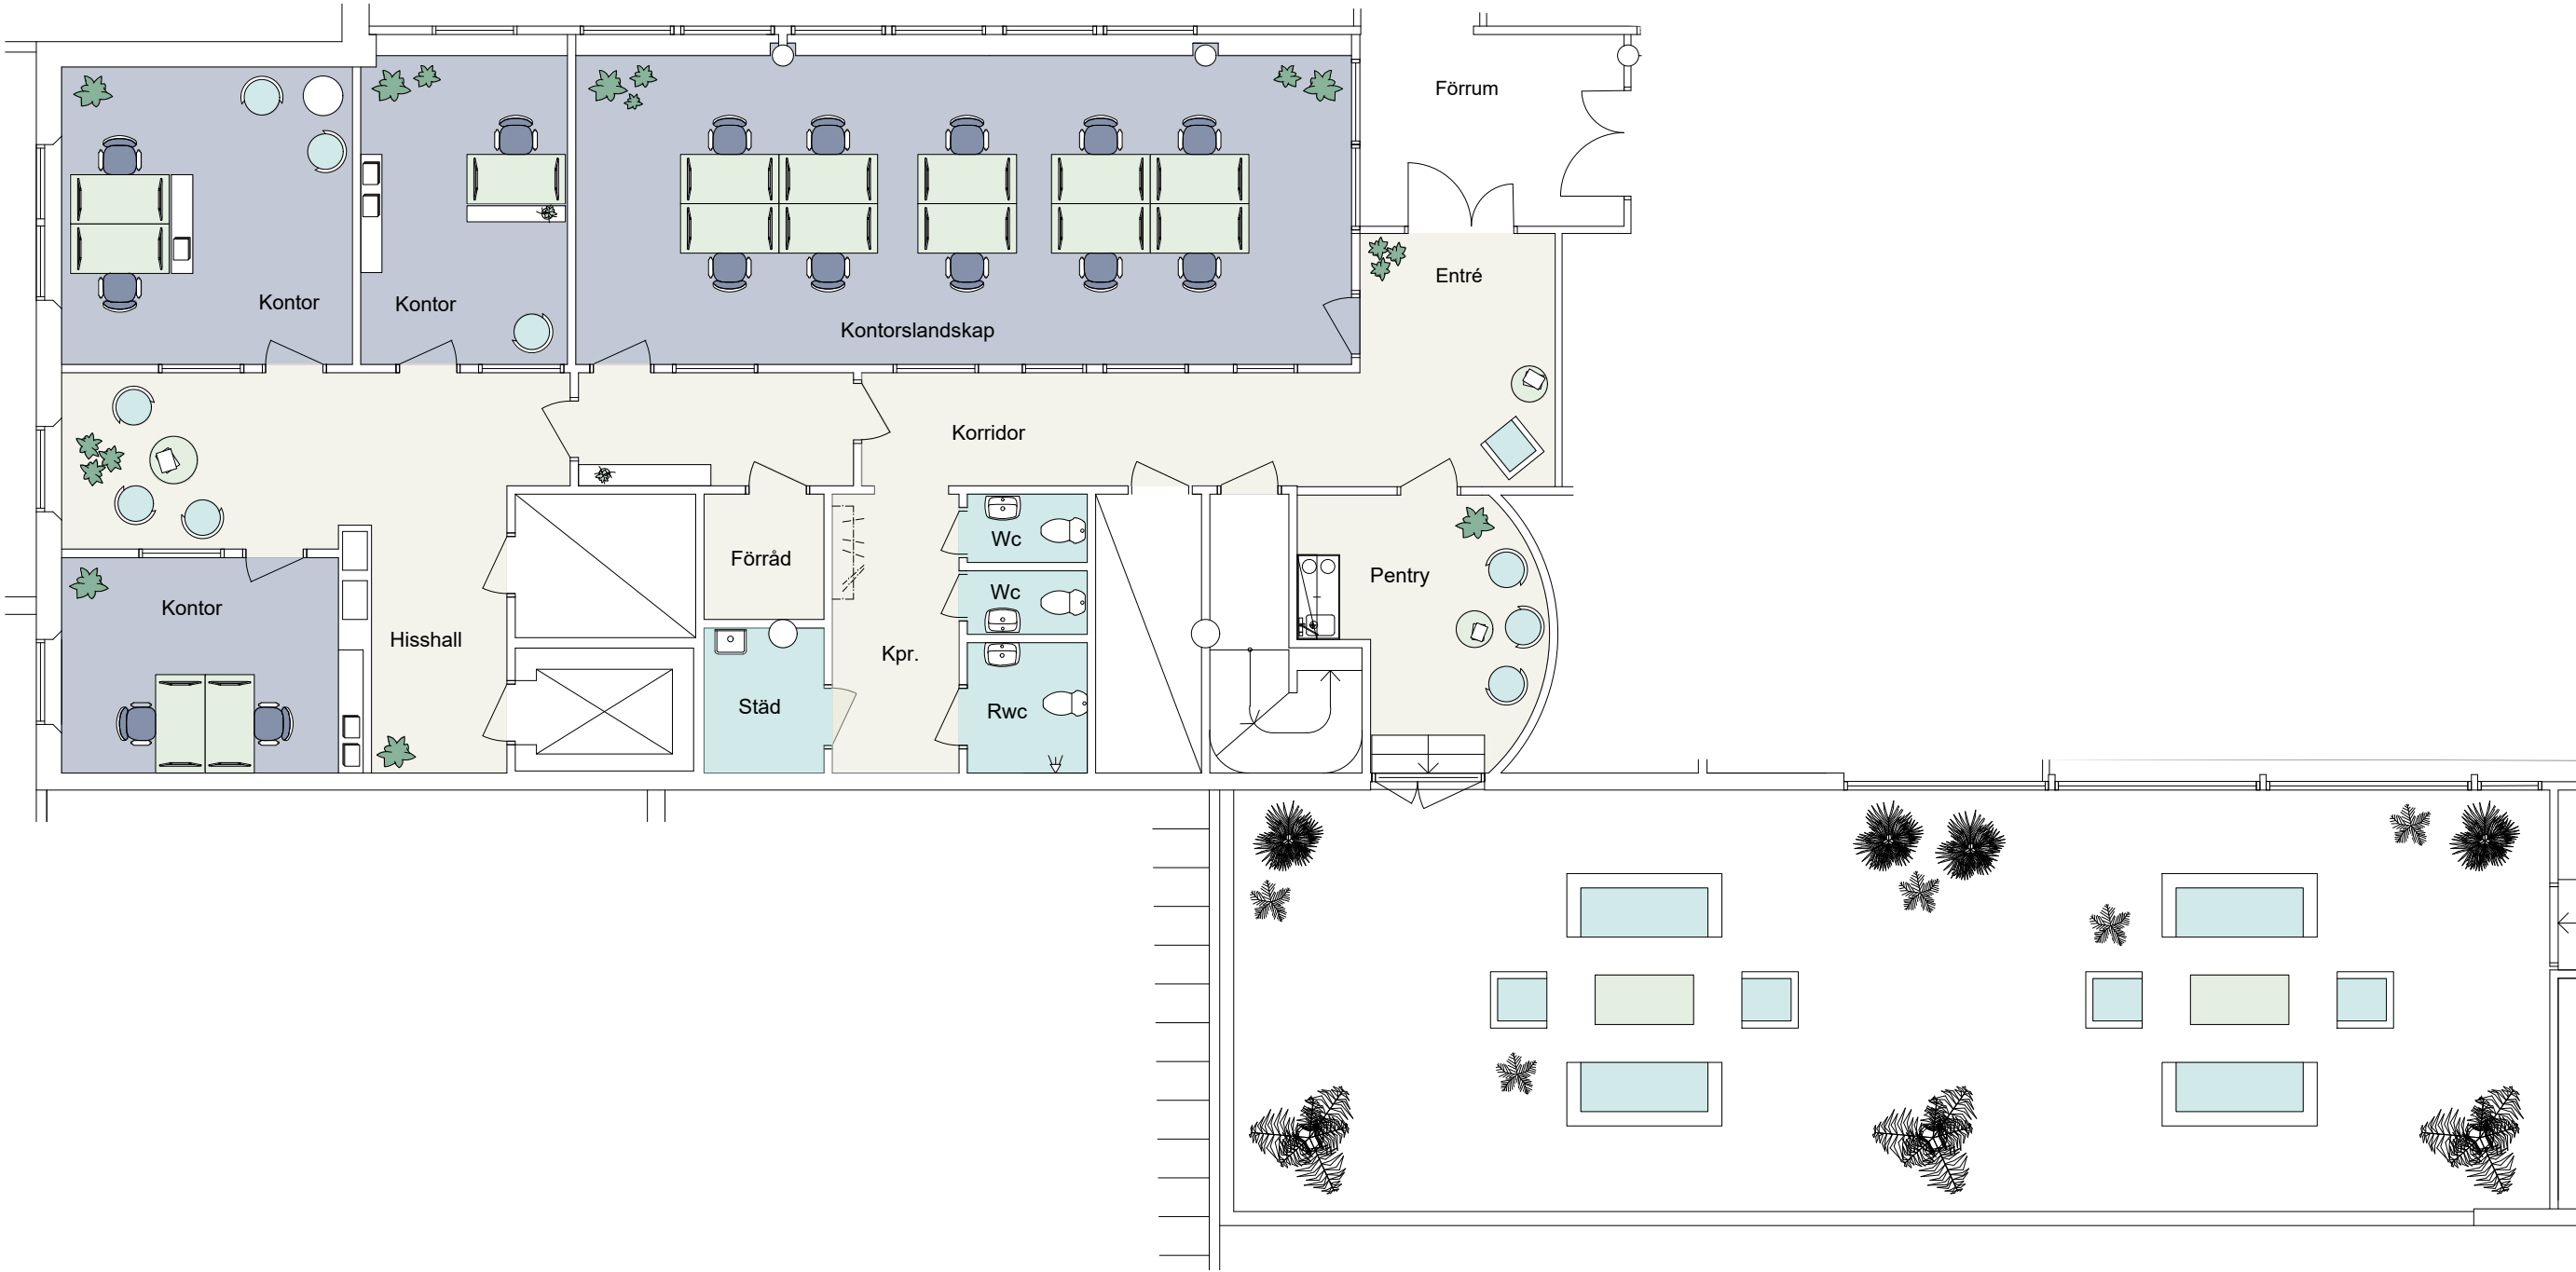 Förrum
Entré
Kontor
Kontor
Kontorslandskap
Korridor
Wc
Förråd
Pentry
Wc
Kontor
Hisshall
Kpr.
Städ
Rwc